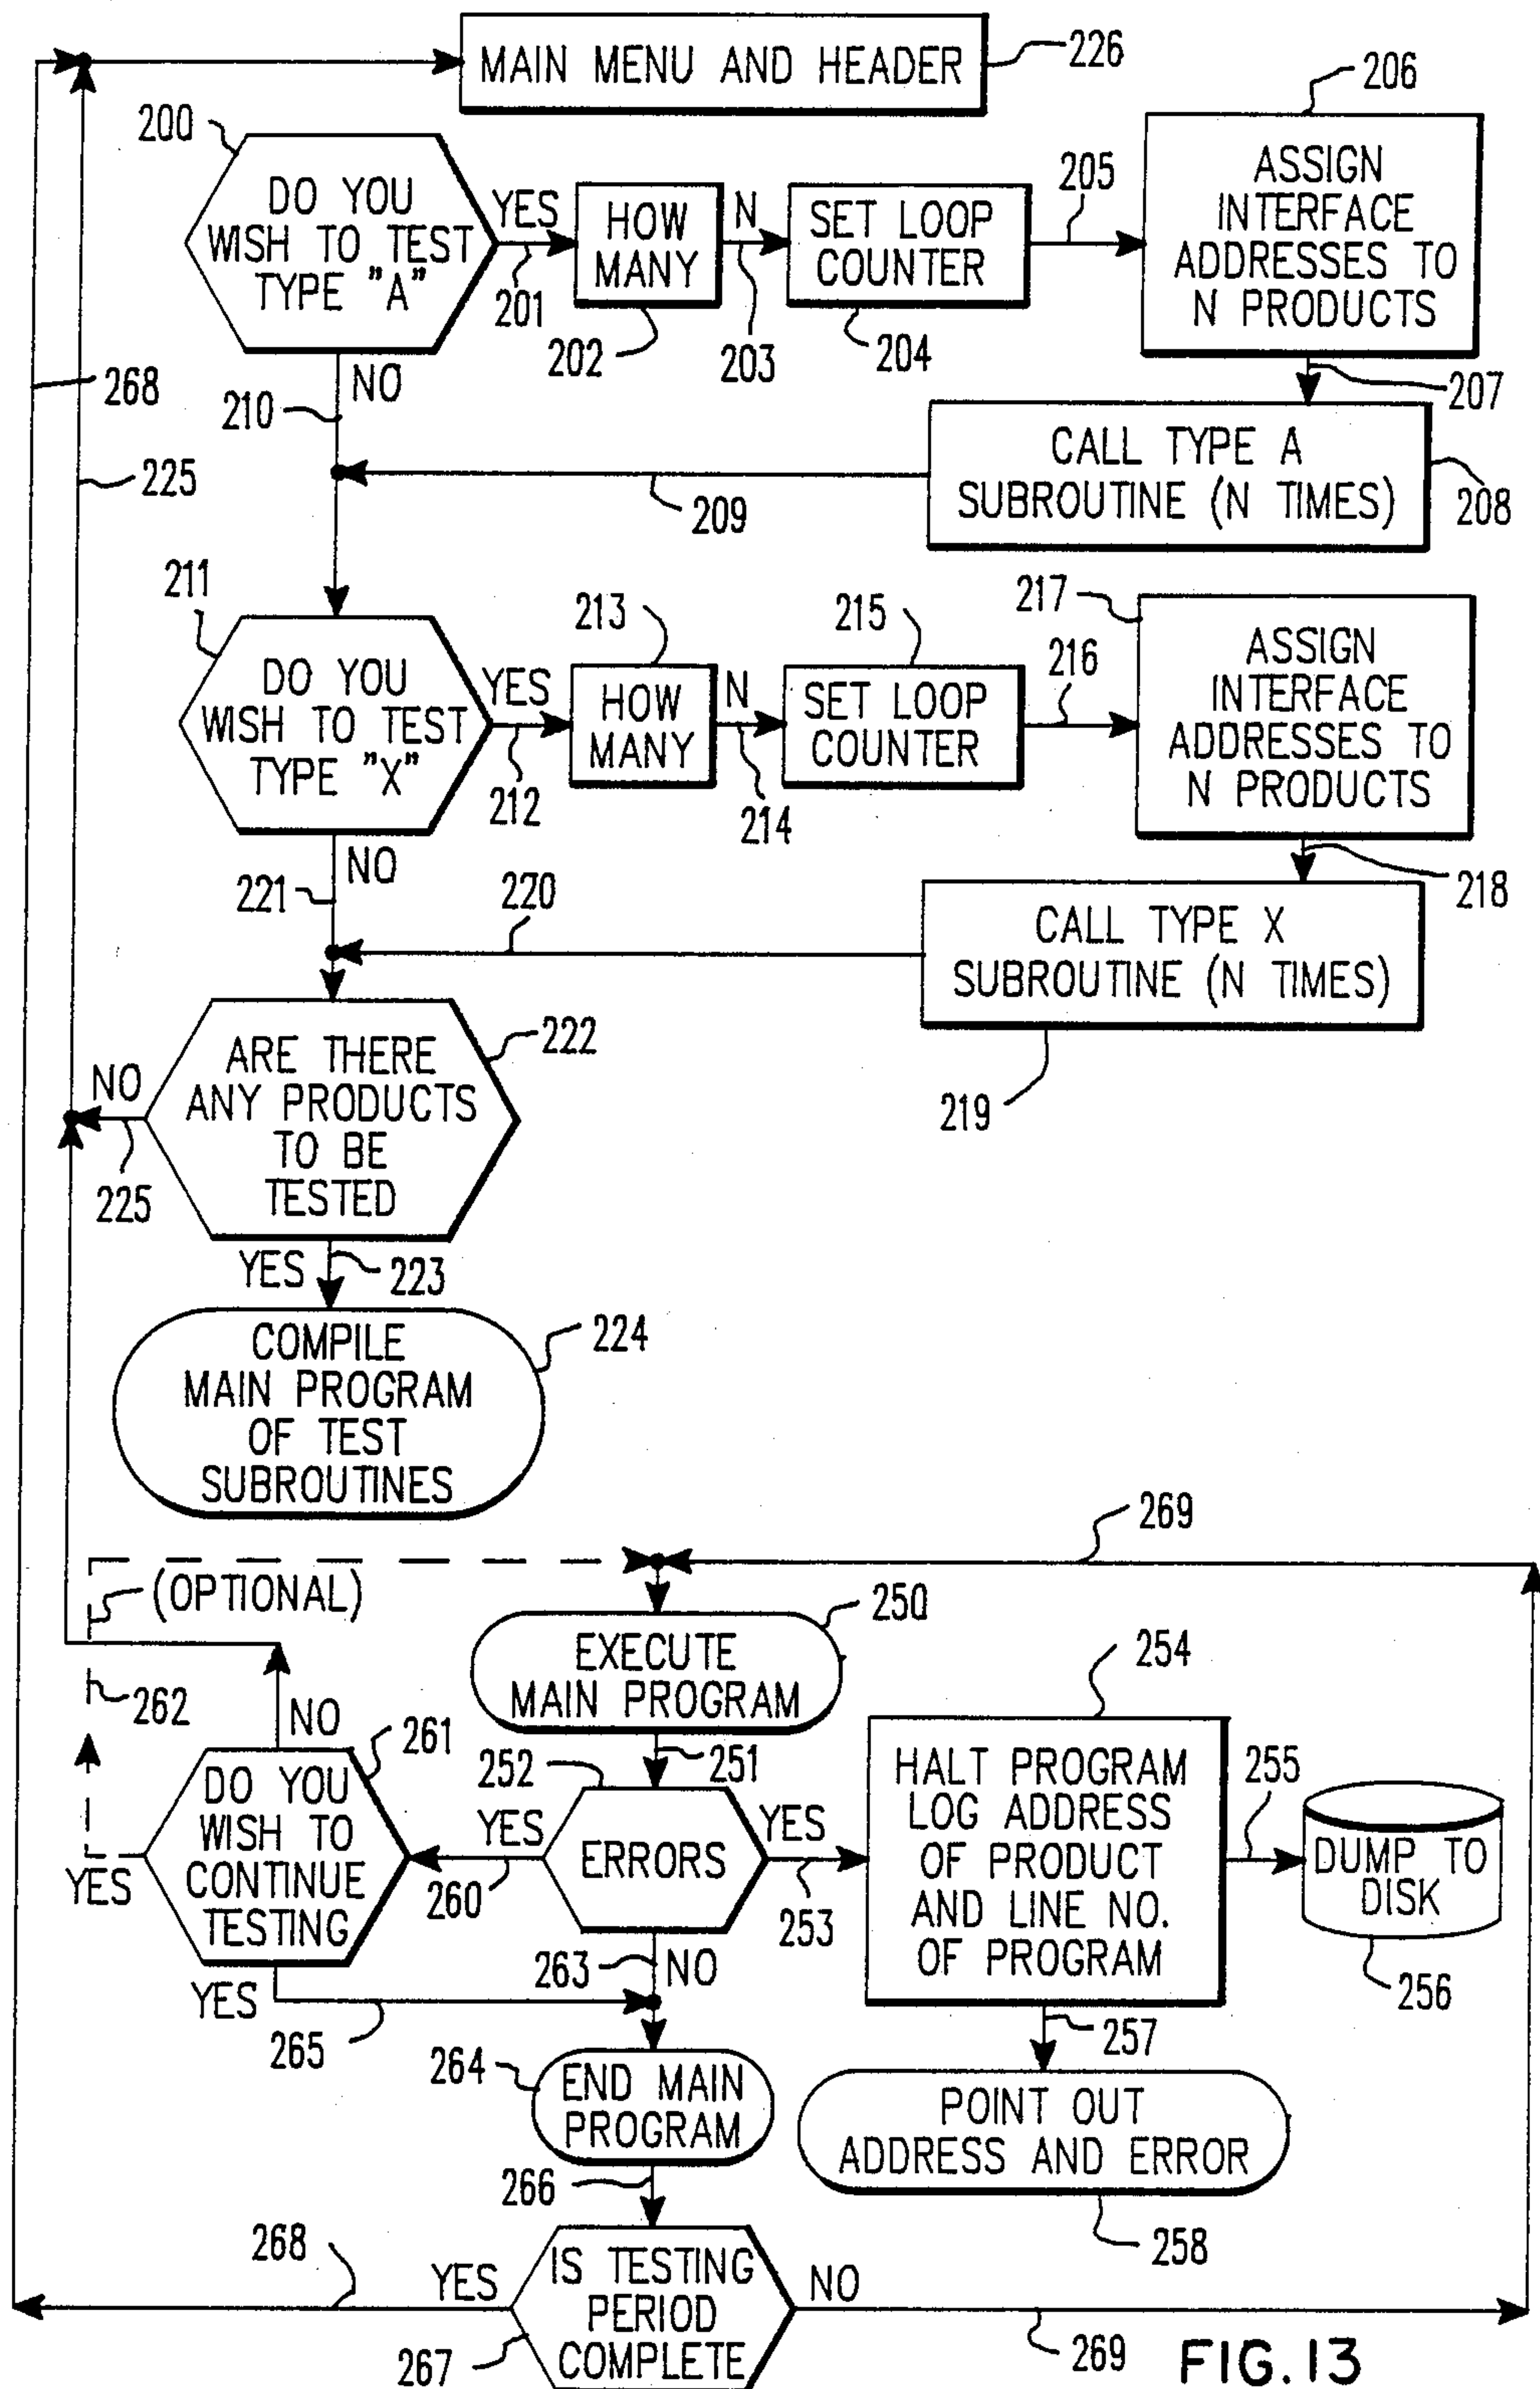 MAIN MENU AND HEADER
226
200
DO YOU
WISH TO TEST
TYPE "A"
YES
201
HOW
MANY
202
N
203
SET LOOP
COUNTER
204
205
206
ASSIGN
INTERFACE
ADDRESSES TO
N PRODUCTS
207
NO
210
268
225
CALL TYPE A
SUBROUTINE (N TIMES)
208
209
211
DO YOU
WISH TO TEST
TYPE "X"
YES
212
213
HOW
MANY
N
214
215
SET LOOP
COUNTER
216
217
ASSIGN
INTERFACE
ADDRESSES TO
N PRODUCTS
218
NO
221
220
CALL TYPE X
SUBROUTINE (N TIMES)
219
222
ARE THERE
ANY PRODUCTS
TO BE
TESTED
NO
225
YES
223
COMPILE
MAIN PROGRAM
OF TEST
SUBROUTINES
224
269
(OPTIONAL)
250
EXECUTE
MAIN PROGRAM
251
262
NO
261
DO YOU
WISH TO
CONTINUE
TESTING
YES
252
ERRORS
YES
260
YES
253
254
HALT PROGRAM
LOG ADDRESS
OF PRODUCT
AND LINE NO.
OF PROGRAM
255
DUMP TO
DISK
256
263
NO
YES
265
257
264
END MAIN
PROGRAM
POINT OUT
ADDRESS AND ERROR
258
266
268
YES
IS TESTING
PERIOD
COMPLETE
267
NO
269
FIG.13